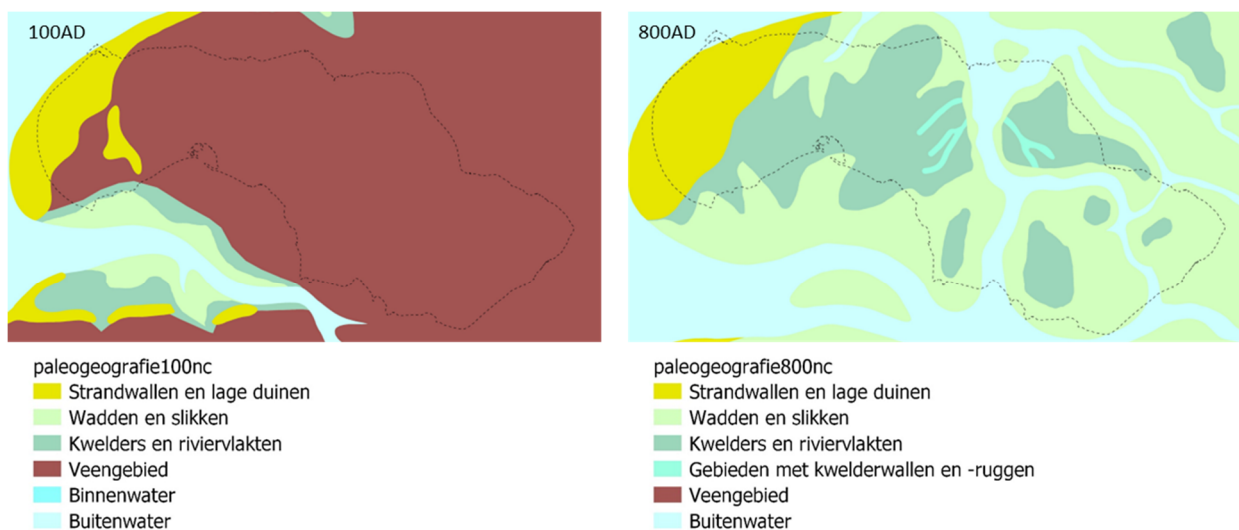 100AD
800AD
paleogeografie100nc
Strandwallen en lage duinen
Wadden en slikken
Kwelders en riviervlakten
Veengebied
Binnenwater
Buitenwater
paleogeografie800nc
Strandwallen en lage duinen
Wadden en slikken
Kwelders en riviervlakten
Gebieden met kwelderwallen en -ruggen
Veengebied
Buitenwater